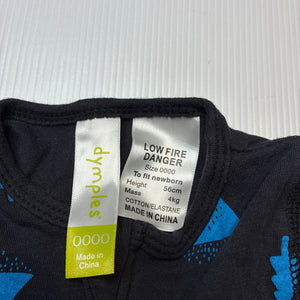 dymples
0000
Made in
China
LOW FIRE
DANGER
Size 0000
To fit newborn
Height 56cm
Mass 4kg
COTTON/ELASTANE
MADE IN CHINA